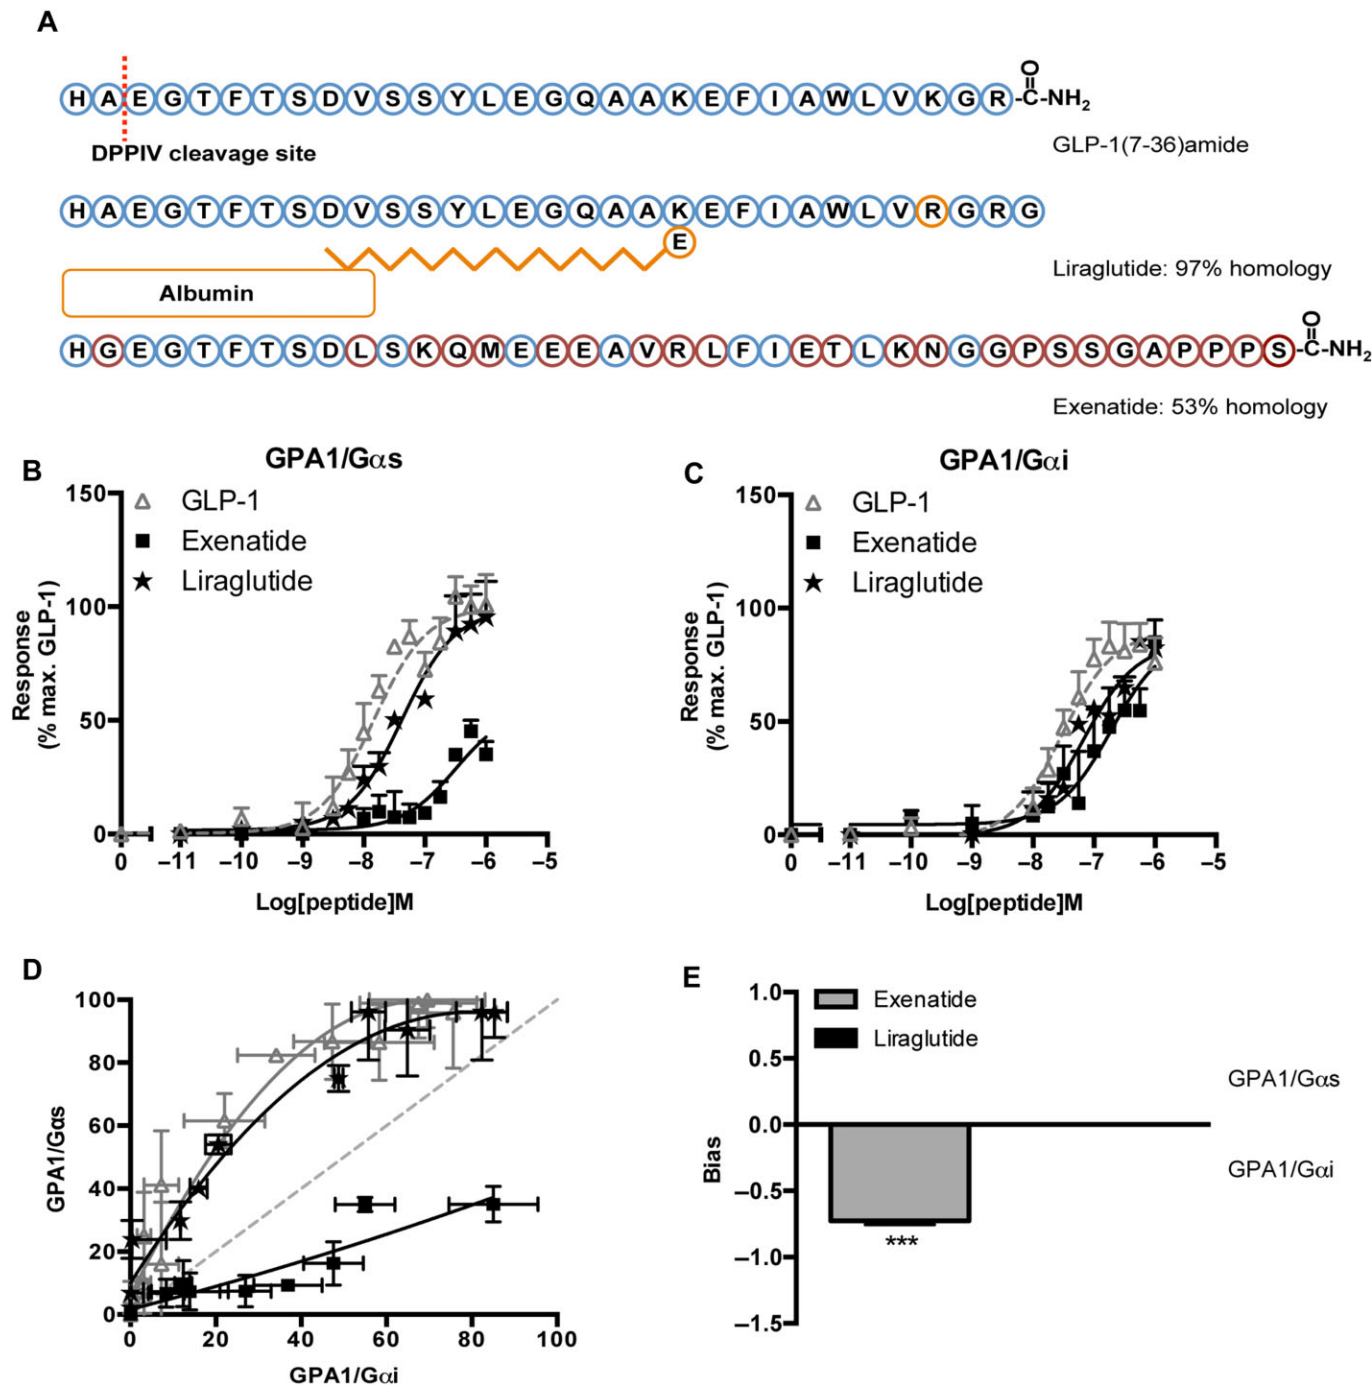 A
H A E G T F T S D V S S Y L E G Q A A K E F I A W L V K G R -C-NH2
O
DPPIV cleavage site
GLP-1(7-36)amide
H A E G T F T S D V S S Y L E G Q A A K E F I A W L V R G R G
E
Liraglutide: 97% homology
Albumin
H G E G T F T S D L S K Q M E E E A V R L F I E T L K N G G P S S G A P P P S -C-NH2
O
Exenatide: 53% homology
B
GPA1/Gαs
150
100
50
0
Response
(% max. GLP-1)
GLP-1
Exenatide
Liraglutide
0 –11 –10 –9 –8 –7 –6 –5
Log[peptide]M
C
GPA1/Gαi
150
100
50
0
Response
(% max. GLP-1)
GLP-1
Exenatide
Liraglutide
0 –11 –10 –9 –8 –7 –6 –5
Log[peptide]M
D
100
80
60
40
20
0
GPA1/Gαs
0 20 40 60 80 100
GPA1/Gαi
E
1.0
0.5
0.0
–0.5
–1.0
–1.5
Bias
Exenatide
Liraglutide
GPA1/Gαs
GPA1/Gαi
***